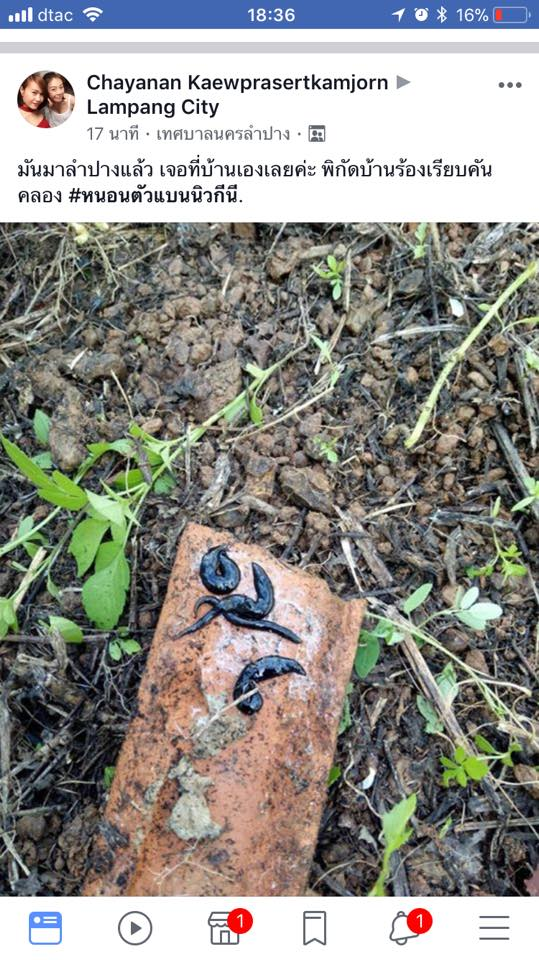 dtac 18:36 16%
Chayanan Kaewprasertkamjorn ▶
Lampang City
17 นาที · เทศบาลนครลำปาง ·
มันมาลำปางแล้ว เจอที่บ้านเองเลยค่ะ พิกัดบ้านร้องเรียบคัน
คลอง #หนอนตัวแบนนิวกีนี.
1 1